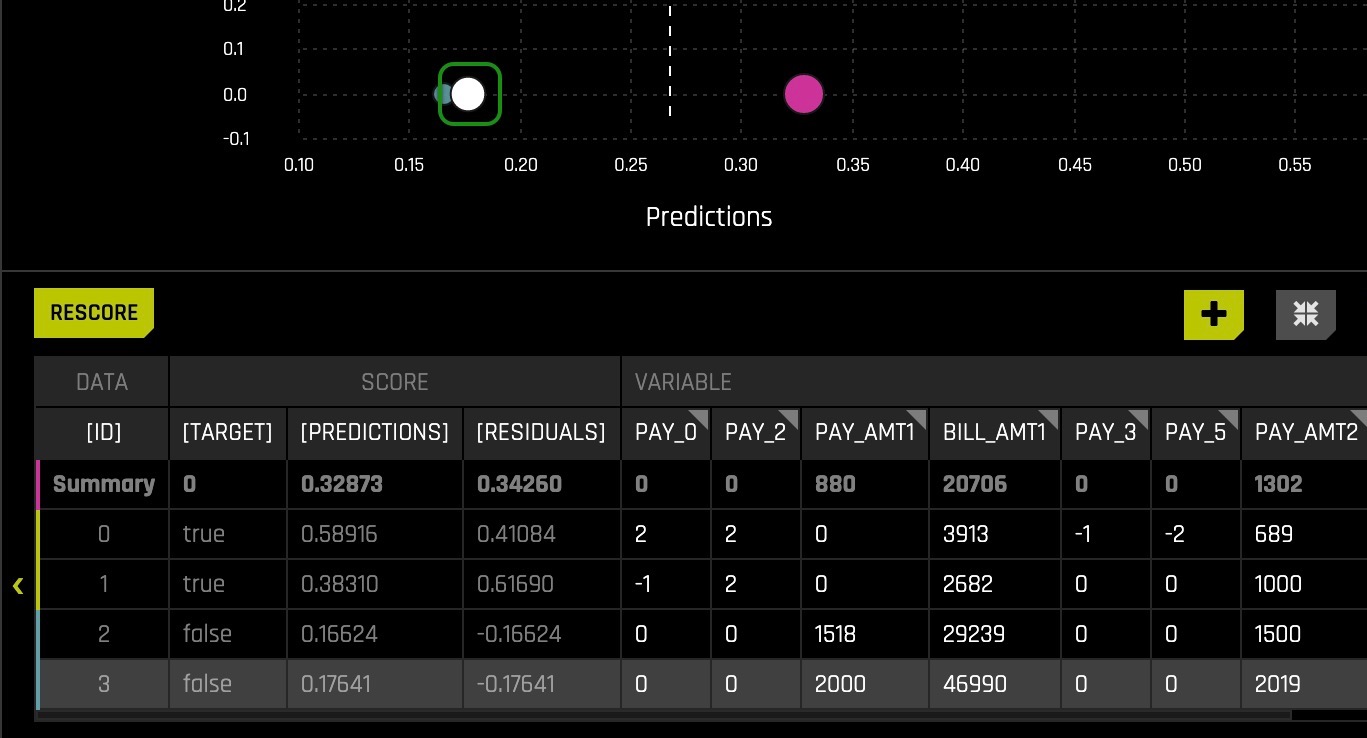 0.2
0.1
0.0
-0.1
0.10 0.15 0.20 0.25 0.30 0.35 0.40 0.45 0.50 0.55
Predictions
RESCORE
DATA SCORE VARIABLE
[ID] [TARGET] [PREDICTIONS] [RESIDUALS] PAY_0 PAY_2 PAY_AMT1 BILL_AMT1 PAY_3 PAY_5 PAY_AMT2
Summary 0 0.32873 0.34260 0 0 880 20706 0 0 1302
0 true 0.58916 0.41084 2 2 0 3913 -1 -2 689
1 true 0.38310 0.61690 -1 2 0 2682 0 0 1000
2 false 0.16624 -0.16624 0 0 1518 29239 0 0 1500
3 false 0.17641 -0.17641 0 0 2000 46990 0 0 2019